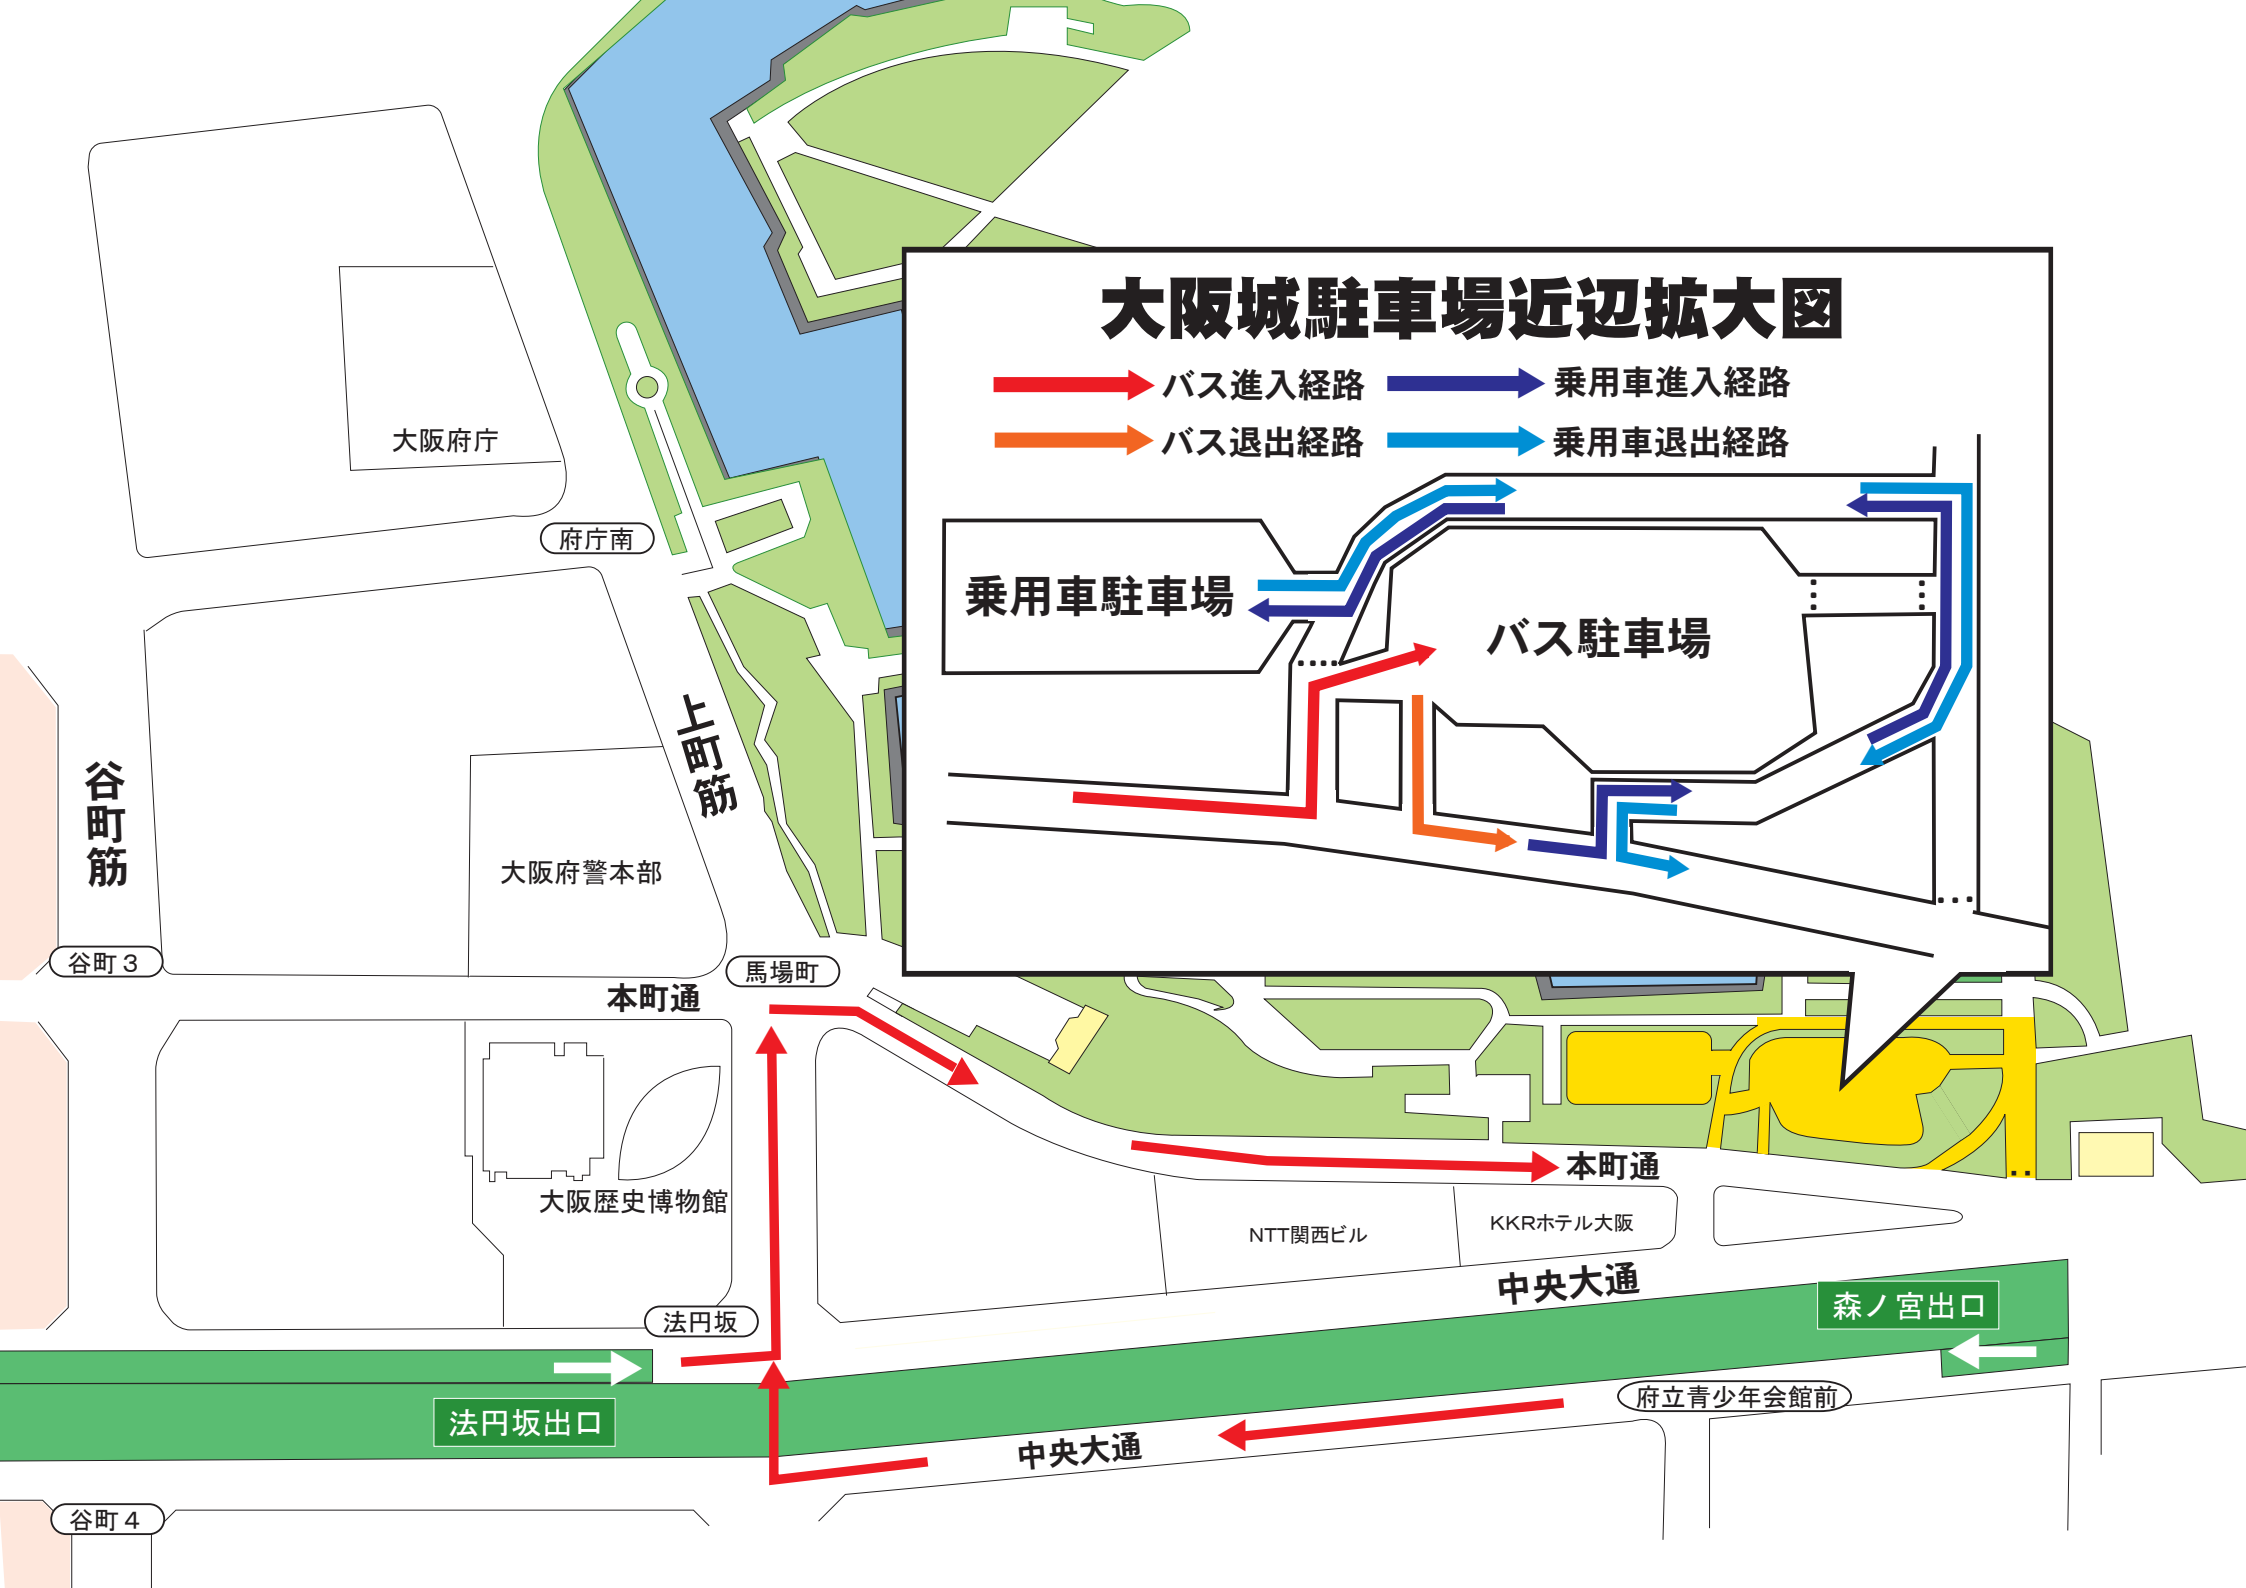 大阪城駐車場近辺拡大図
バス進入経路
乗用車進入経路
バス退出経路
乗用車退出経路
乗用車駐車場
バス駐車場
大阪府庁
府庁南
上町筋
谷町筋
大阪府警本部
谷町3
馬場町
本町通
大阪歴史博物館
本町通
NTT関西ビル
KKRホテル大阪
中央大通
森ノ宮出口
法円坂
法円坂出口
府立青少年会館前
中央大通
谷町4